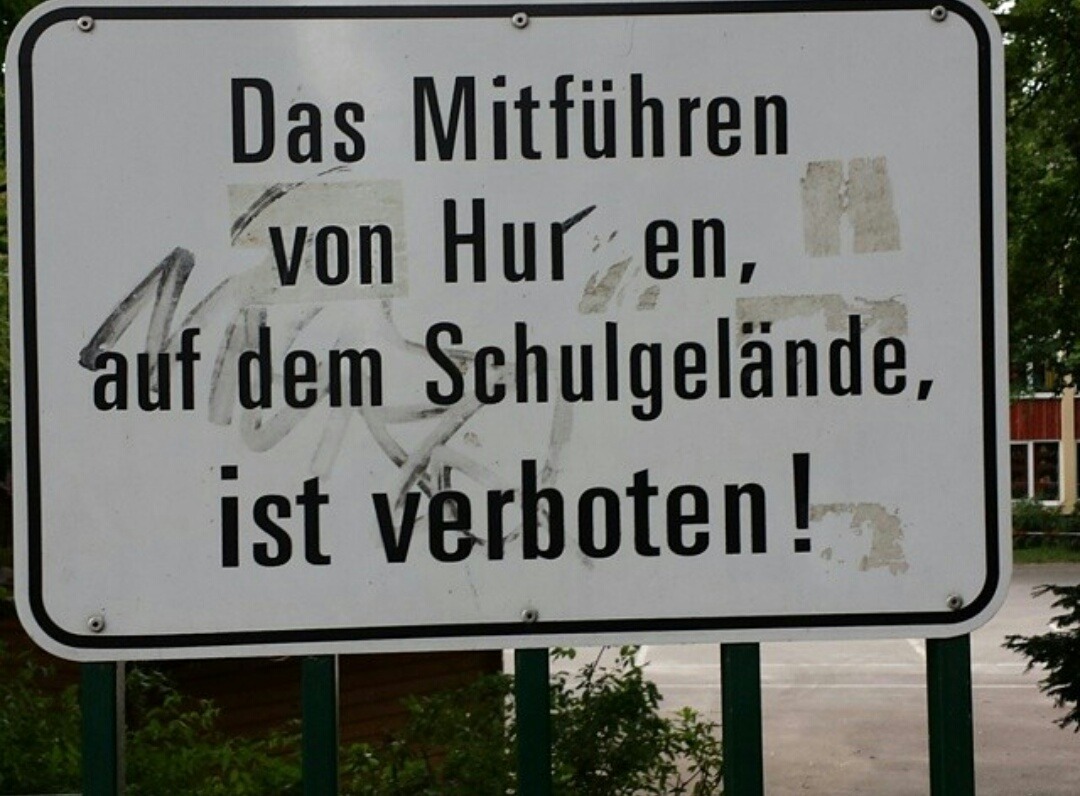 Das Mitführen
von Hur en,
auf dem Schulgelände,
ist verboten!